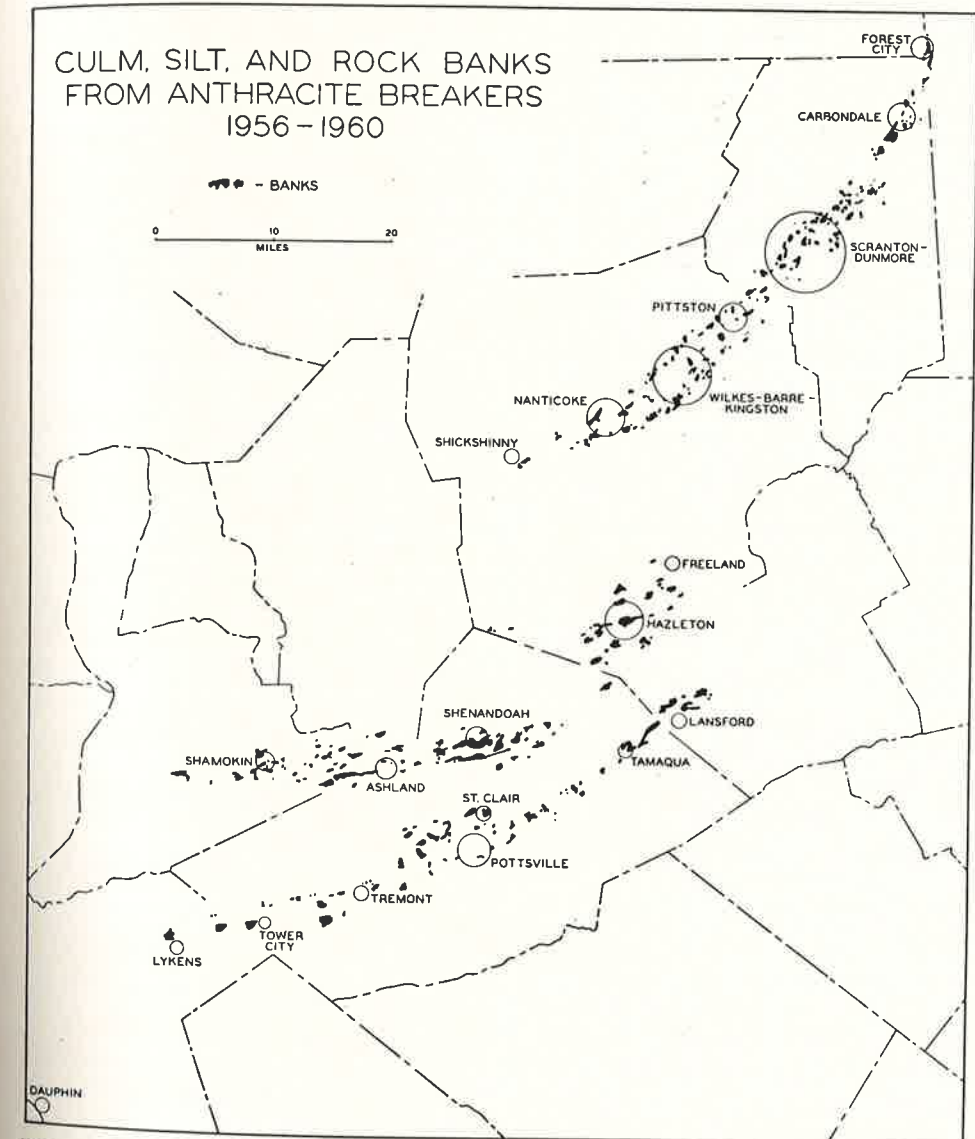 CULM, SILT, AND ROCK BANKS
FROM ANTHRACITE BREAKERS
1956-1960
- BANKS
0 10 20
MILES
FOREST
CITY
CARBONDALE
SCRANTON-
DUNMORE
PITTSTON
WILKES-BARRE-
KINGSTON
NANTICOKE
SHICKSHINNY
FREELAND
HAZLETON
LANSFORD
SHENANDOAH
TAMAQUA
SHAMOKIN
ASHLAND
ST. CLAIR
POTTSVILLE
TREMONT
TOWER
CITY
LYKENS
DAUPHIN